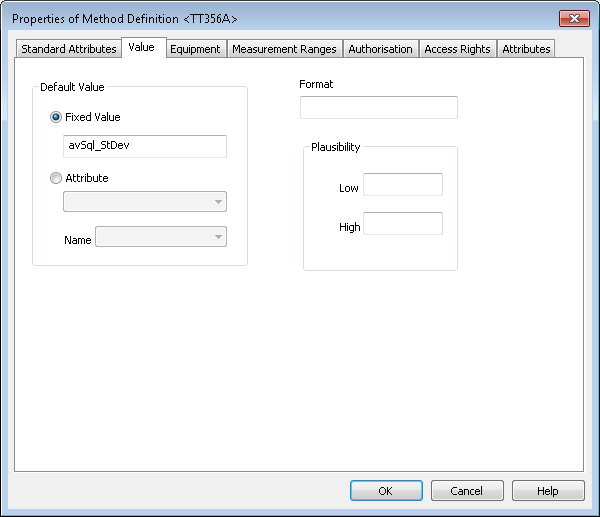 Properties of Method Definition <TT356A>
Standard Attributes Value Equipment Measurement Ranges Authorisation Access Rights Attributes
Default Value
Fixed Value
avSql_StDev
Attribute
Name
Format
Plausibility
Low
High
OK Cancel Help